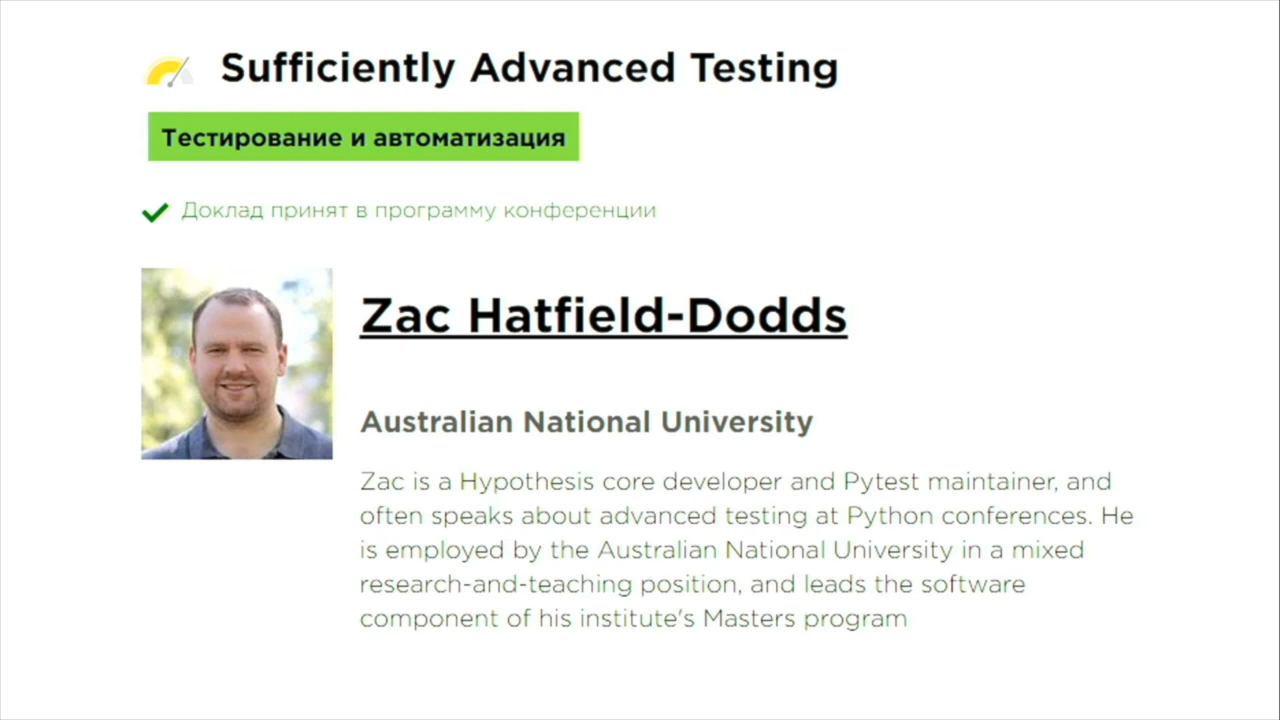 Sufficiently Advanced Testing
Тестирование и автоматизация
Доклад принят в программу конференции
Zac Hatfield-Dodds
Australian National University
Zac is a Hypothesis core developer and Pytest maintainer, and
often speaks about advanced testing at Python conferences. He
is employed by the Australian National University in a mixed
research-and-teaching position, and leads the software
component of his institute's Masters program